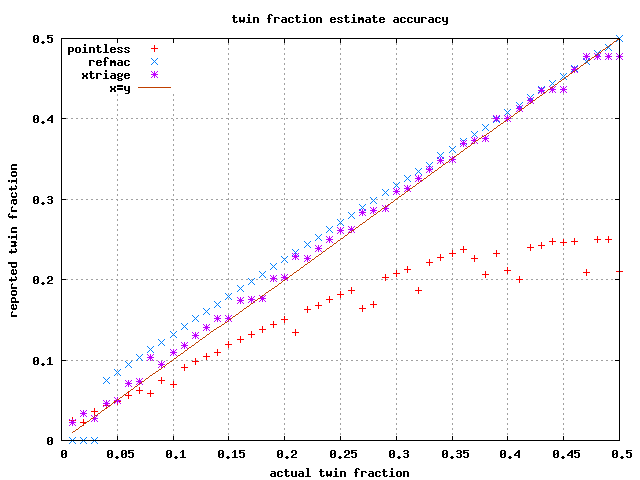 twin fraction estimate accuracy
0.5
pointless
refmac
xtriage
x=y
0.4
0.3
reported twin fraction
0.2
0.1
0
0 0.05 0.1 0.15 0.2 0.25 0.3 0.35 0.4 0.45 0.5
actual twin fraction